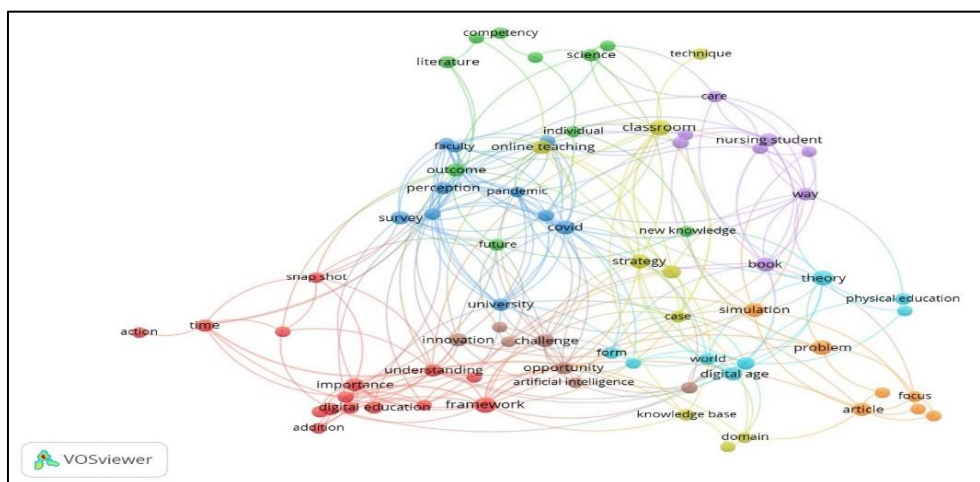 competency
literature
science
technique
care
individual
classroom
faculty
online teaching
nursing student
outcome
perception
pandemic
way
survey
covid
new knowledge
future
strategy
book
theory
snap shot
physical education
university
simulation
action
time
case
innovation
challenge
problem
form
world
understanding
opportunity
digital age
artificial intelligence
importance
focus
digital education
framework
article
knowledge base
addition
domain
VOSviewer